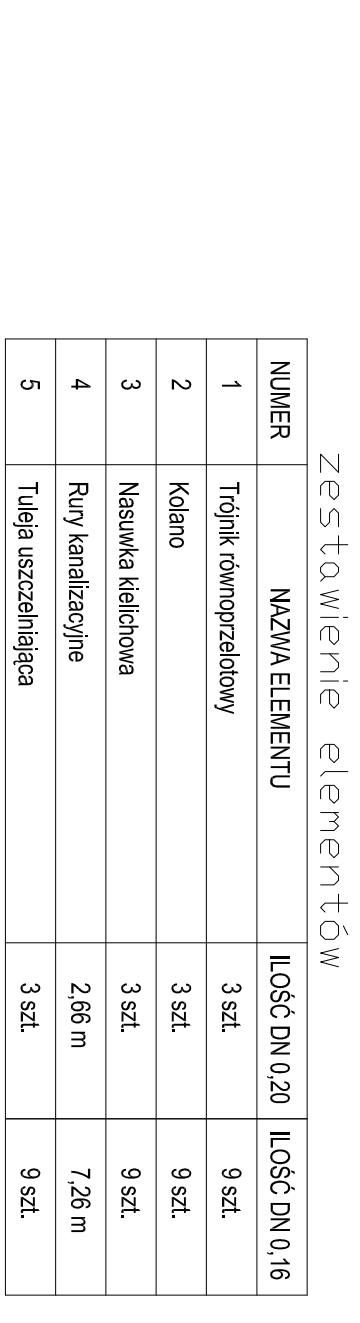 zestawienie elementów
NUMER NAZWA ELEMENTU ILOŚĆ DN 0,20 ILOŚĆ DN 0,16
1 Trójnik równoprzelotowy 3 szt. 9 szt.
2 Kolano 3 szt. 9 szt.
3 Nasuwka kielichowa 3 szt. 9 szt.
4 Rury kanalizacyjne 2,66 m 7,26 m
5 Tuleja uszczelniająca 3 szt. 9 szt.